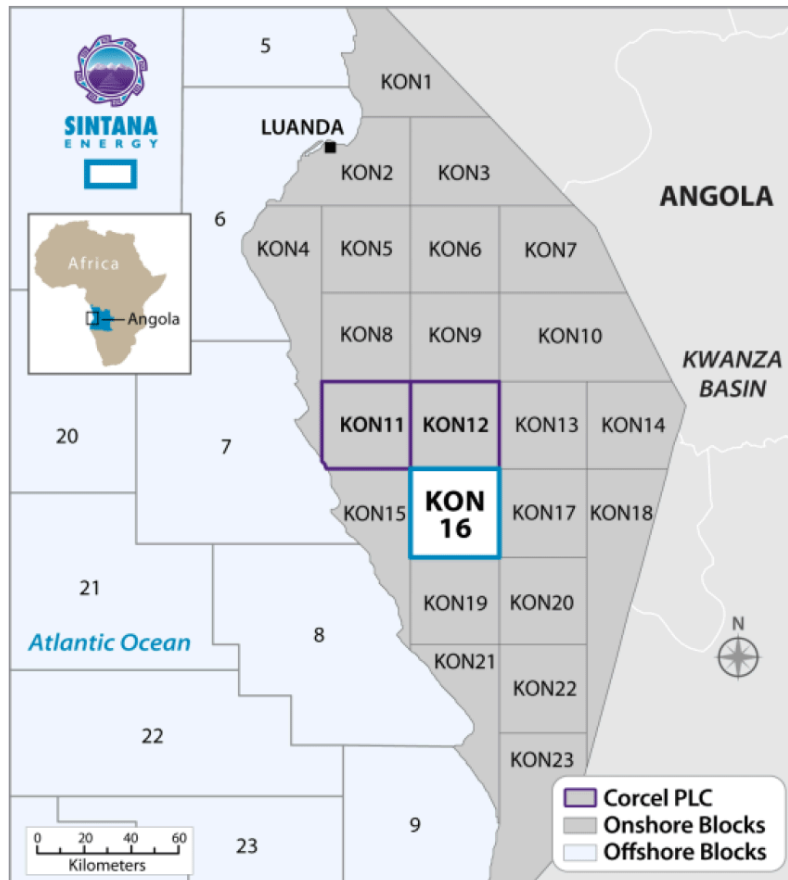 SINTANA
ENERGY
5
KON1
LUANDA
KON2
KON3
ANGOLA
6
KON4
KON5
KON6
KON7
Africa
Angola
KON8
KON9
KON10
KWANZA
BASIN
20
7
KON11
KON12
KON13
KON14
KON15
KON
16
KON17
KON18
21
8
KON19
KON20
Atlantic Ocean
N
KON21
KON22
22
KON23
9
23
0 20 40 60
Kilometers
Corcel PLC
Onshore Blocks
Offshore Blocks